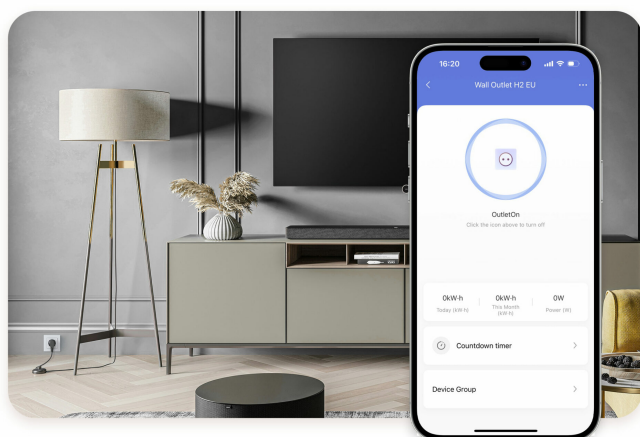 16:20
Wall Outlet H2 EU
OutletOn
Click the icon above to turn off
0kW·h
0kW·h
0W
Today (kW·h)
This Month
(kW·h)
Power (W)
Countdown timer
Device Group